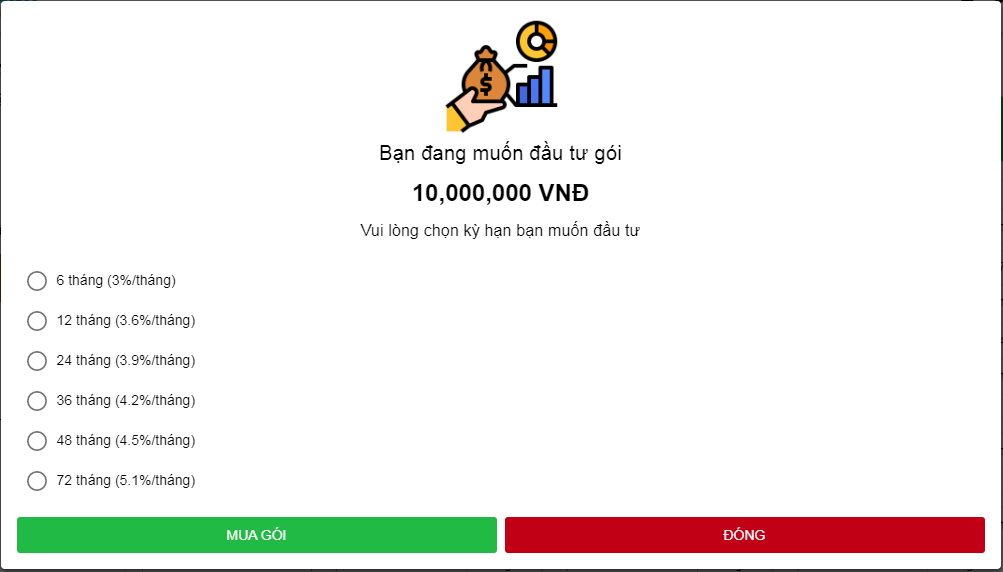 Bạn đang muốn đầu tư gói
10,000,000 VNĐ
Vui lòng chọn kỳ hạn bạn muốn đầu tư
6 tháng (3%/tháng)
12 tháng (3.6%/tháng)
24 tháng (3.9%/tháng)
36 tháng (4.2%/tháng)
48 tháng (4.5%/tháng)
72 tháng (5.1%/tháng)
MUA GÓI
ĐÓNG